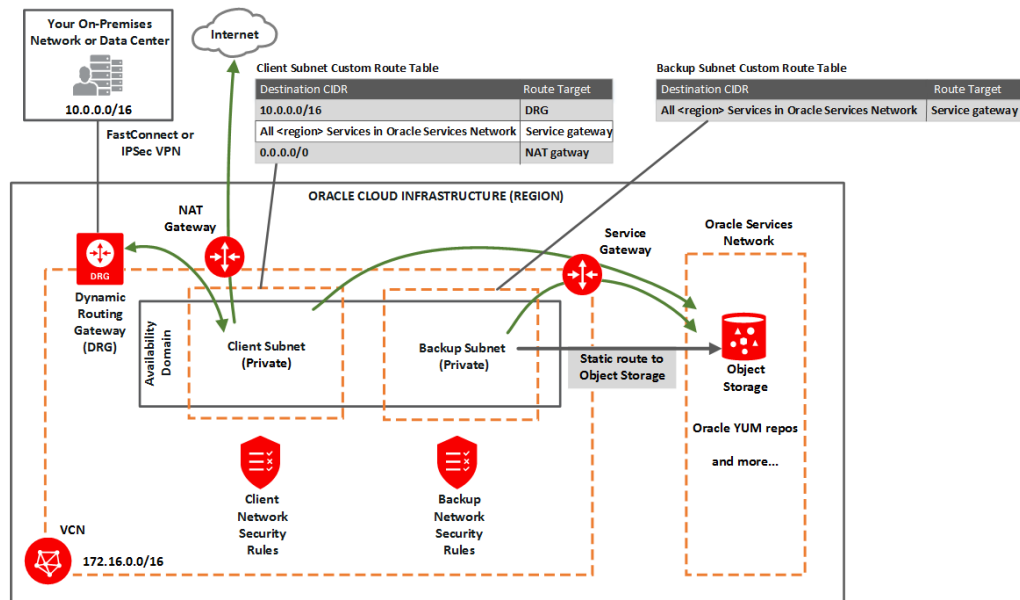 Your On-Premises
Network or Data Center
10.0.0.0/16
Internet
FastConnect or
IPSec VPN
Client Subnet Custom Route Table
Destination CIDR Route Target
10.0.0.0/16 DRG
All <region> Services in Oracle Services Network Service gateway
0.0.0.0/0 NAT gatway
Backup Subnet Custom Route Table
Destination CIDR Route Target
All <region> Services in Oracle Services Network Service gateway
ORACLE CLOUD INFRASTRUCTURE (REGION)
NAT
Gateway
Service
Gateway
Oracle Services
Network
DRG
Dynamic
Routing
Gateway
(DRG)
Availability
Domain
Client Subnet
(Private)
Backup Subnet
(Private)
Static route to
Object Storage
Object
Storage
Oracle YUM repos
and more...
Client
Network
Security
Rules
Backup
Network
Security
Rules
VCN
172.16.0.0/16